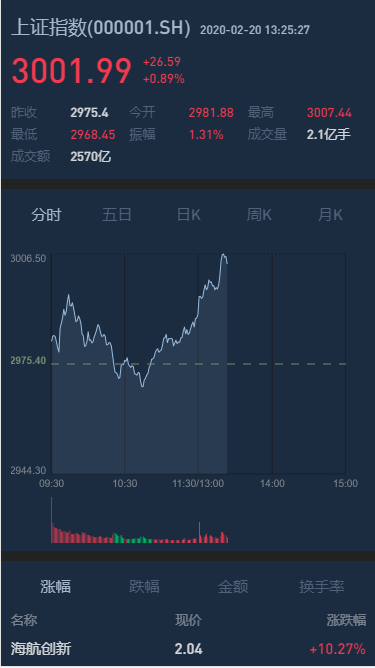 上证指数(000001.SH) 2020-02-20 13:25:27
3001.99 +26.59
+0.89%
昨收 2975.4 今开 2981.88 最高 3007.44
最低 2968.45 振幅 1.31% 成交量 2.1亿手
成交额 2570亿
分时 五日 日K 周K 月K
3006.50
2975.40
2944.30
09:30 10:30 11:30/13:00 14:00 15:00
涨幅 跌幅 金额 换手率
名称 现价 涨跌幅
海航创新 2.04 +10.27%